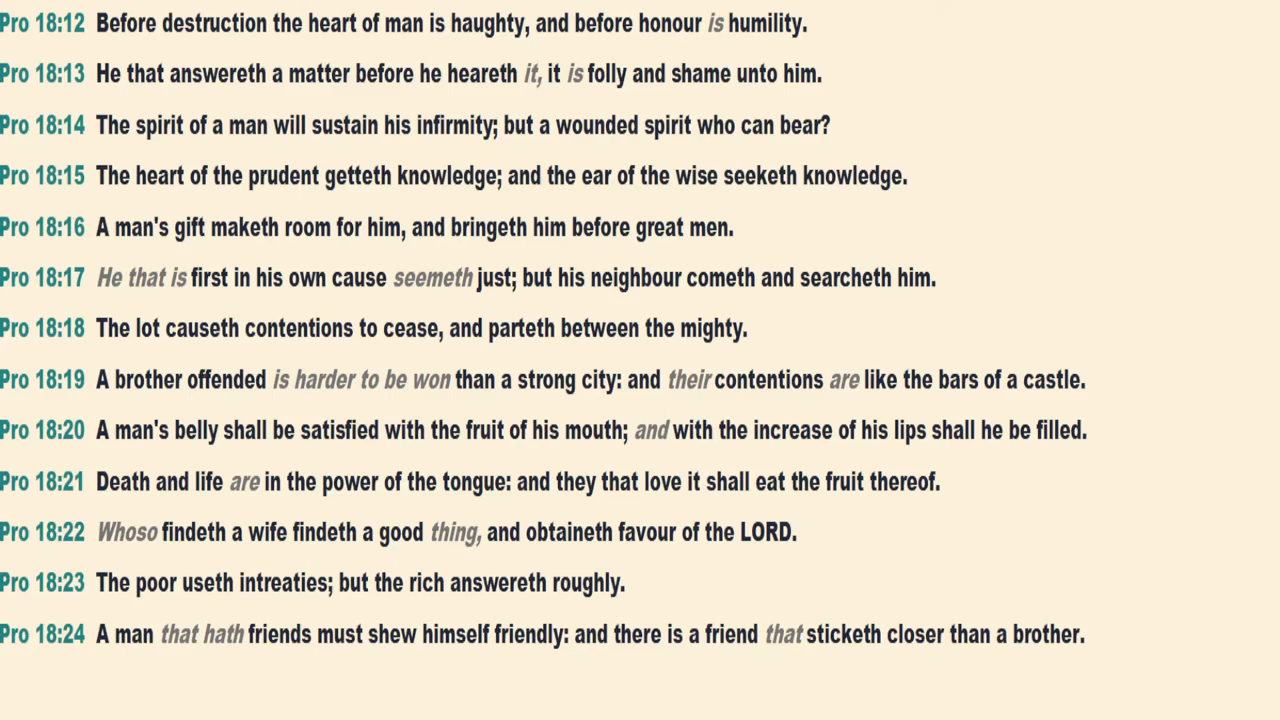 Pro 18:12 Before destruction the heart of man is haughty, and before honour is humility.
Pro 18:13 He that answereth a matter before he heareth it, it is folly and shame unto him.
Pro 18:14 The spirit of a man will sustain his infirmity; but a wounded spirit who can bear?
Pro 18:15 The heart of the prudent getteth knowledge; and the ear of the wise seeketh knowledge.
Pro 18:16 A man's gift maketh room for him, and bringeth him before great men.
Pro 18:17 He that is first in his own cause seemeth just; but his neighbour cometh and searcheth him.
Pro 18:18 The lot causeth contentions to cease, and parteth between the mighty.
Pro 18:19 A brother offended is harder to be won than a strong city: and their contentions are like the bars of a castle.
Pro 18:20 A man's belly shall be satisfied with the fruit of his mouth; and with the increase of his lips shall he be filled.
Pro 18:21 Death and life are in the power of the tongue: and they that love it shall eat the fruit thereof.
Pro 18:22 Whoso findeth a wife findeth a good thing, and obtaineth favour of the LORD.
Pro 18:23 The poor useth intreaties; but the rich answereth roughly.
Pro 18:24 A man that hath friends must shew himself friendly: and there is a friend that sticketh closer than a brother.